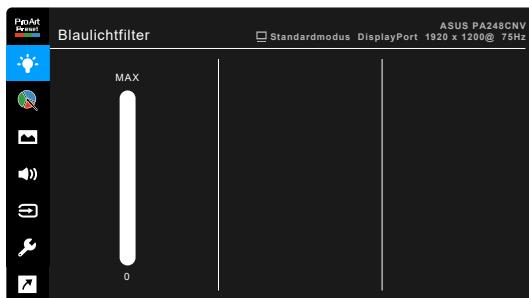 ProArt
Preset
Blaulichtfilter
ASUS PA248CNV
Standardmodus DisplayPort 1920 x 1200@ 75Hz
MAX
0